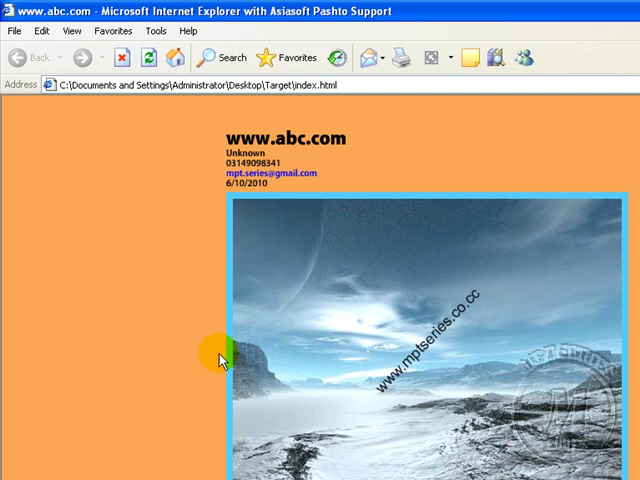 www.abc.com - Microsoft Internet Explorer with Asiasoft Pashto Support
File Edit View Favorites Tools Help
Back Search Favorites
Address C:\Documents and Settings\Administrator\Desktop\Target\index.html
www.abc.com
Unknown
03149098341
mpt.series@gmail.com
6/10/2010
www.mptseries.co.cc
MPT SERIES